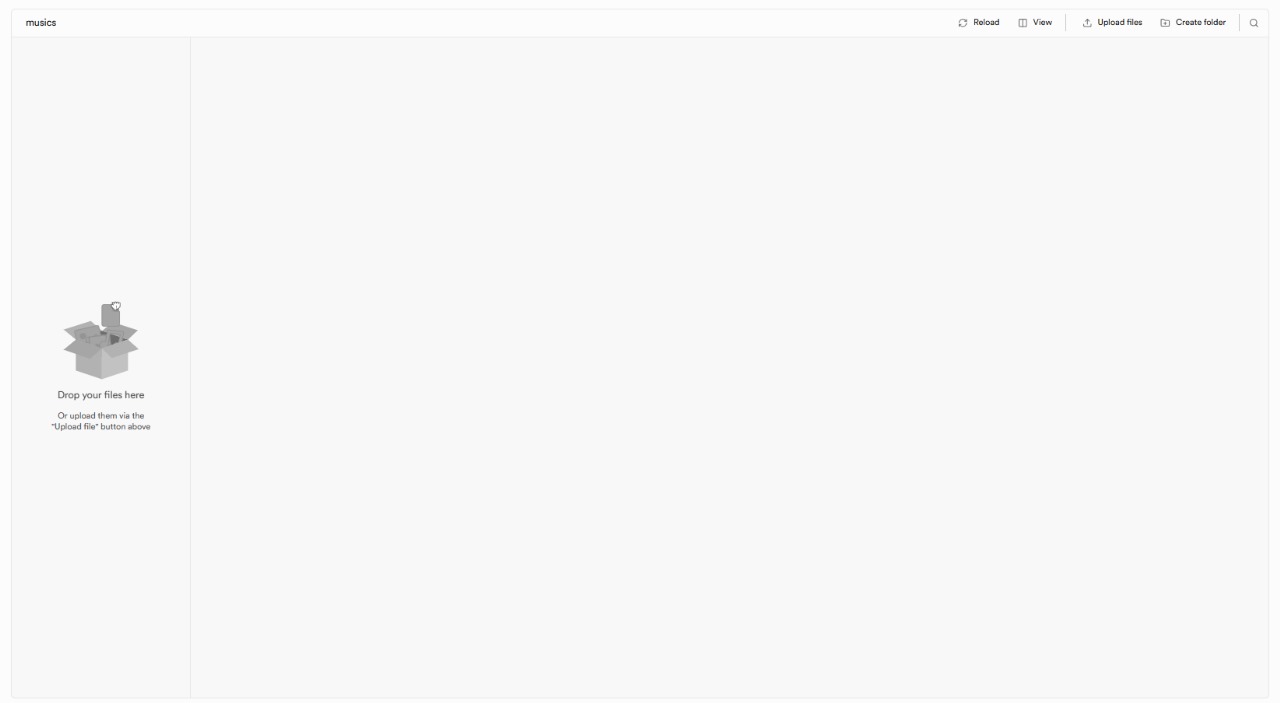 musics
Reload
View
Upload files
Create folder
Drop your files here
Or upload them via the
"Upload file" button above